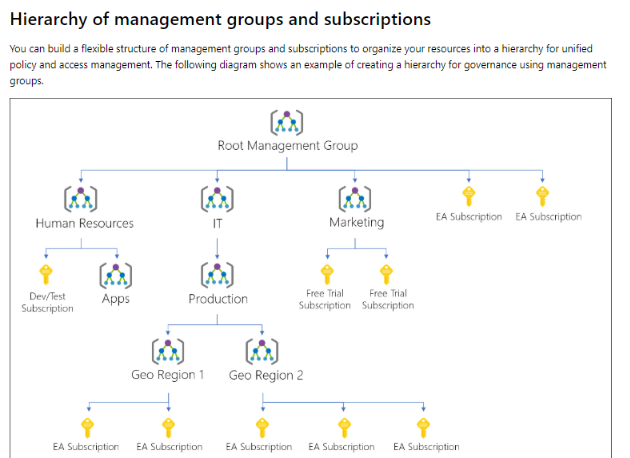 Hierarchy of management groups and subscriptions
You can build a flexible structure of management groups and subscriptions to organize your resources into a hierarchy for unified
policy and access management. The following diagram shows an example of creating a hierarchy for governance using management
groups.
Root Management Group
Human Resources
IT
Marketing
EA Subscription
EA Subscription
Dev/Test
Subscription
Apps
Production
Free Trial
Subscription
Free Trial
Subscription
Geo Region 1
Geo Region 2
EA Subscription
EA Subscription
EA Subscription
EA Subscription
EA Subscription